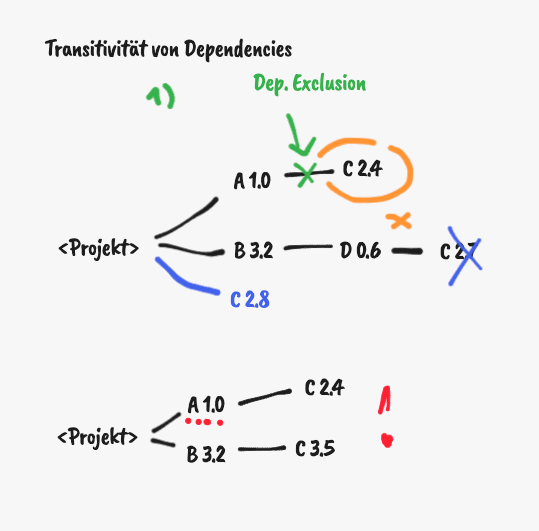 Transitivität von Dependencies
1)
Dep. Exclusion
A 1.0
C 2.4
<Projekt>
B 3.2
D 0.6
C 2.7
C 2.8
A 1.0
C 2.4
!
<Projekt>
B 3.2
C 3.5